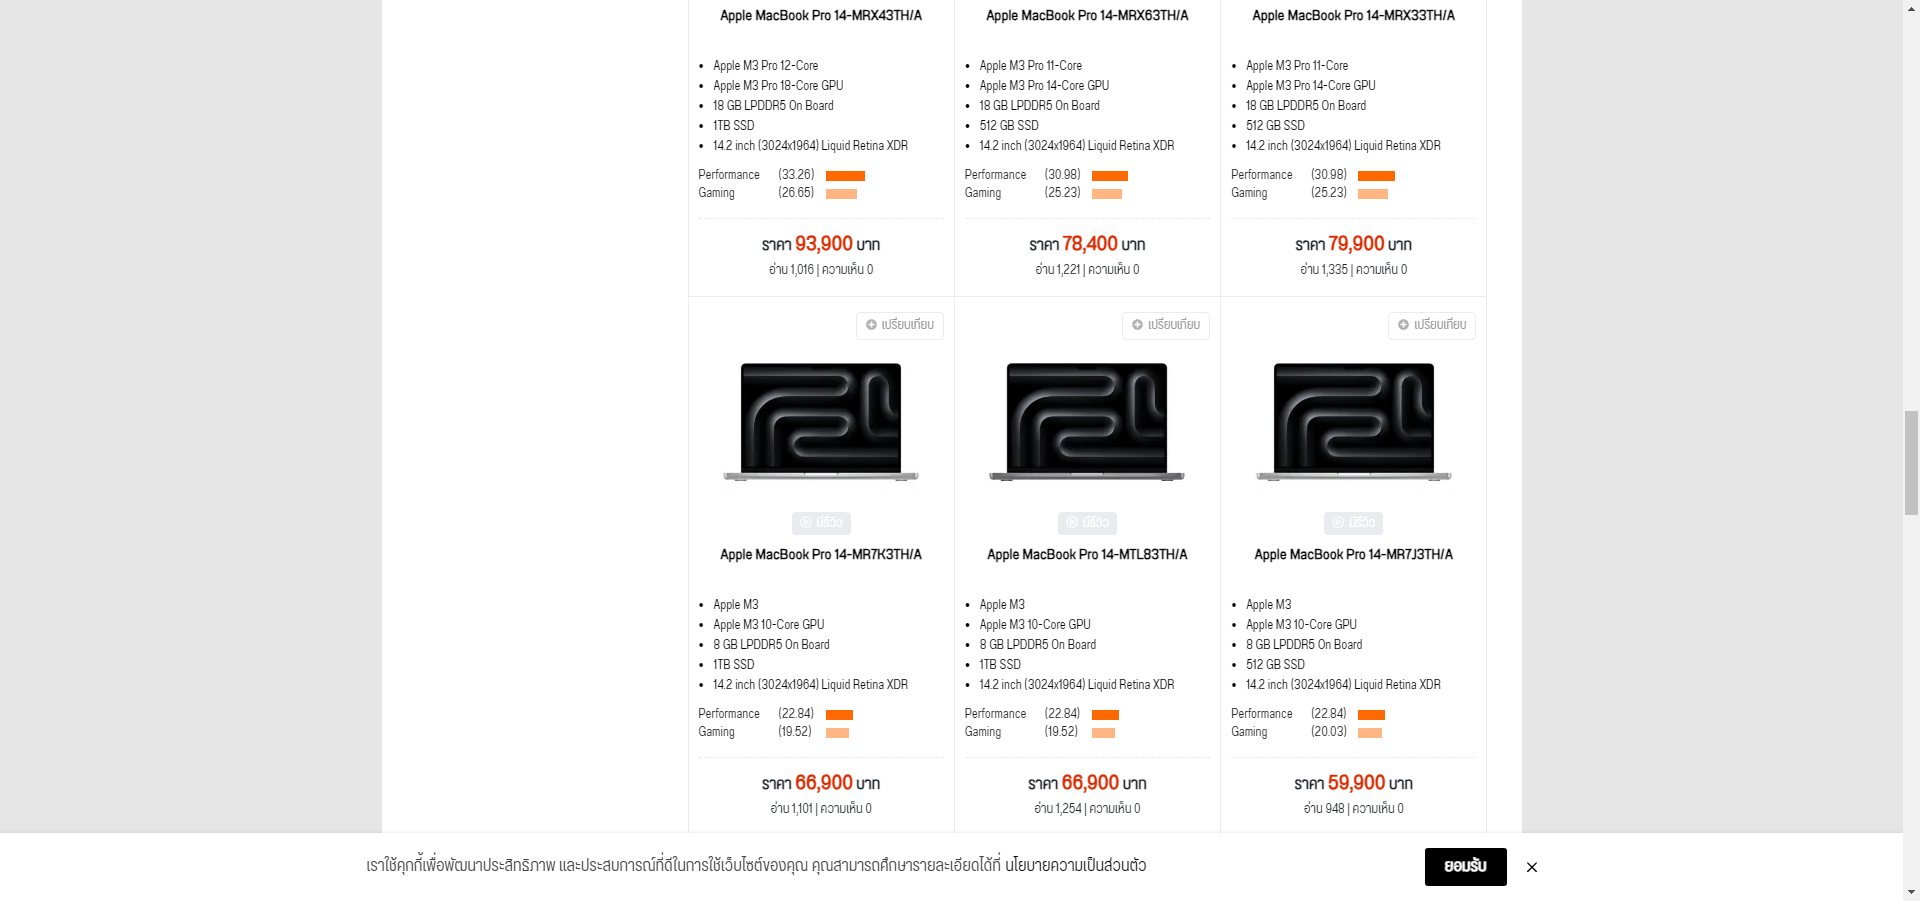 Apple MacBook Pro 14-MRX43TH/A
Apple M3 Pro 12-Core
Apple M3 Pro 18-Core GPU
18 GB LPDDR5 On Board
1TB SSD
14.2 inch (3024x1964) Liquid Retina XDR
Performance (33.26)
Gaming (26.65)
ราคา 93,900 บาท
อ่าน 1,016 | ความเห็น 0
Apple MacBook Pro 14-MRX63TH/A
Apple M3 Pro 11-Core
Apple M3 Pro 14-Core GPU
18 GB LPDDR5 On Board
512 GB SSD
14.2 inch (3024x1964) Liquid Retina XDR
Performance (30.98)
Gaming (25.23)
ราคา 78,400 บาท
อ่าน 1,221 | ความเห็น 0
Apple MacBook Pro 14-MRX33TH/A
Apple M3 Pro 11-Core
Apple M3 Pro 14-Core GPU
18 GB LPDDR5 On Board
512 GB SSD
14.2 inch (3024x1964) Liquid Retina XDR
Performance (30.98)
Gaming (25.23)
ราคา 79,900 บาท
อ่าน 1,335 | ความเห็น 0
เปรียบเทียบ
มีรีวิว
Apple MacBook Pro 14-MR7K3TH/A
Apple M3
Apple M3 10-Core GPU
8 GB LPDDR5 On Board
1TB SSD
14.2 inch (3024x1964) Liquid Retina XDR
Performance (22.84)
Gaming (19.52)
ราคา 66,900 บาท
อ่าน 1,101 | ความเห็น 0
เปรียบเทียบ
มีรีวิว
Apple MacBook Pro 14-MTL83TH/A
Apple M3
Apple M3 10-Core GPU
8 GB LPDDR5 On Board
1TB SSD
14.2 inch (3024x1964) Liquid Retina XDR
Performance (22.84)
Gaming (19.52)
ราคา 66,900 บาท
อ่าน 1,254 | ความเห็น 0
เปรียบเทียบ
มีรีวิว
Apple MacBook Pro 14-MR7J3TH/A
Apple M3
Apple M3 10-Core GPU
8 GB LPDDR5 On Board
512 GB SSD
14.2 inch (3024x1964) Liquid Retina XDR
Performance (22.84)
Gaming (20.03)
ราคา 59,900 บาท
อ่าน 948 | ความเห็น 0
เราใช้คุกกี้เพื่อพัฒนาประสิทธิภาพ และประสบการณ์ที่ดีในการใช้เว็บไซต์ของคุณ คุณสามารถศึกษารายละเอียดได้ที่ นโยบายความเป็นส่วนตัว
ยอมรับ